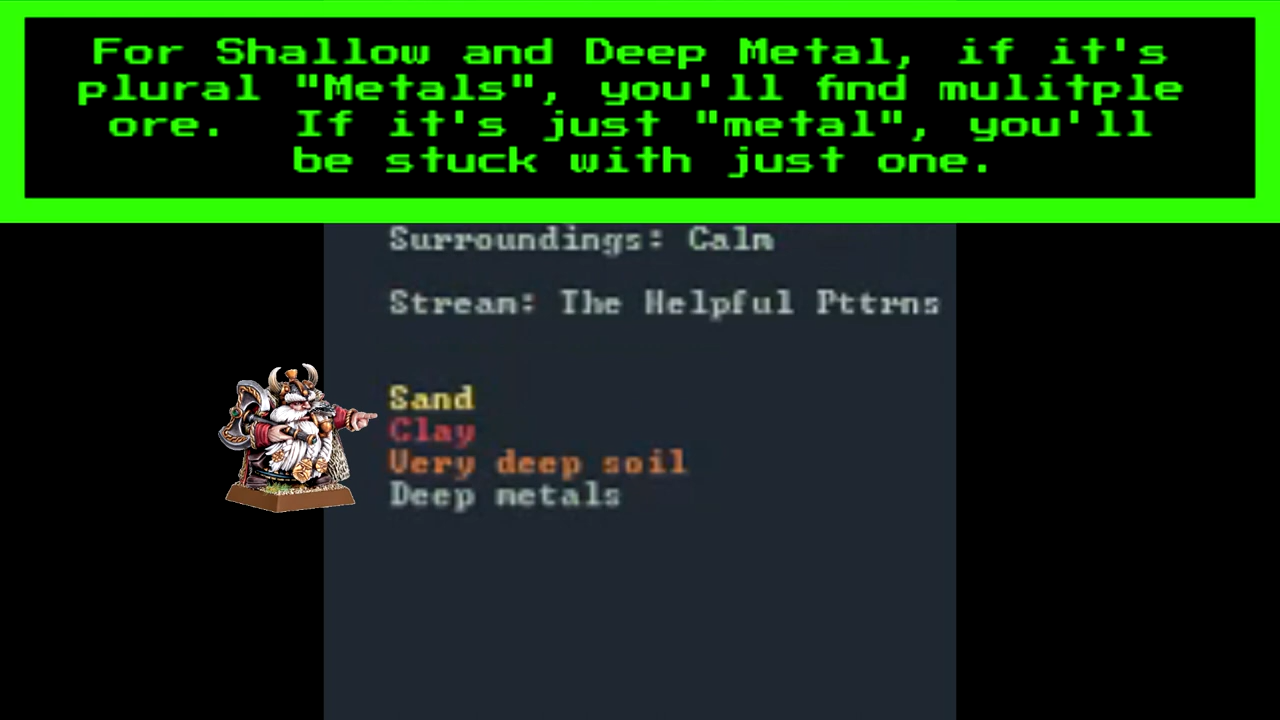 For Shallow and Deep Metal, if it's
plural "Metals", you'll find mulitple
ore.  If it's just "metal", you'll
be stuck with just one.
Surroundings: Calm
Stream: The Helpful Pttrns
Sand
Clay
Very deep soil
Deep metals